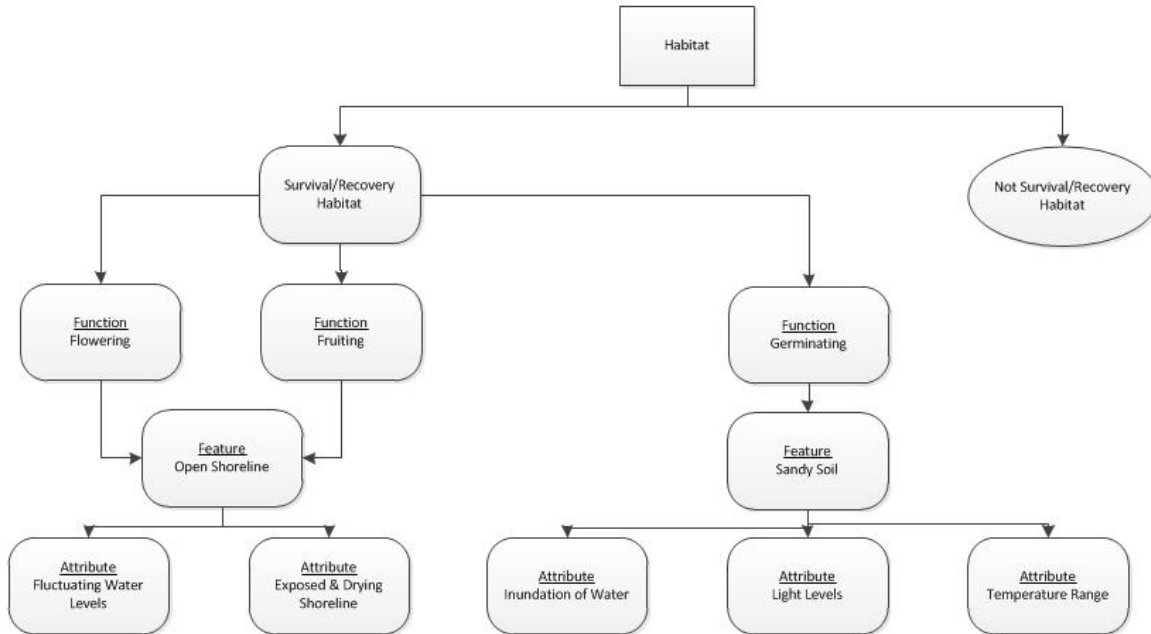 Habitat
Survival/Recovery
Habitat
Not Survival/Recovery
Habitat
Function
Flowering
Function
Fruiting
Function
Germinating
Feature
Open Shoreline
Feature
Sandy Soil
Attribute
Fluctuating Water
Levels
Attribute
Exposed & Drying
Shoreline
Attribute
Inundation of Water
Attribute
Light Levels
Attribute
Temperature Range